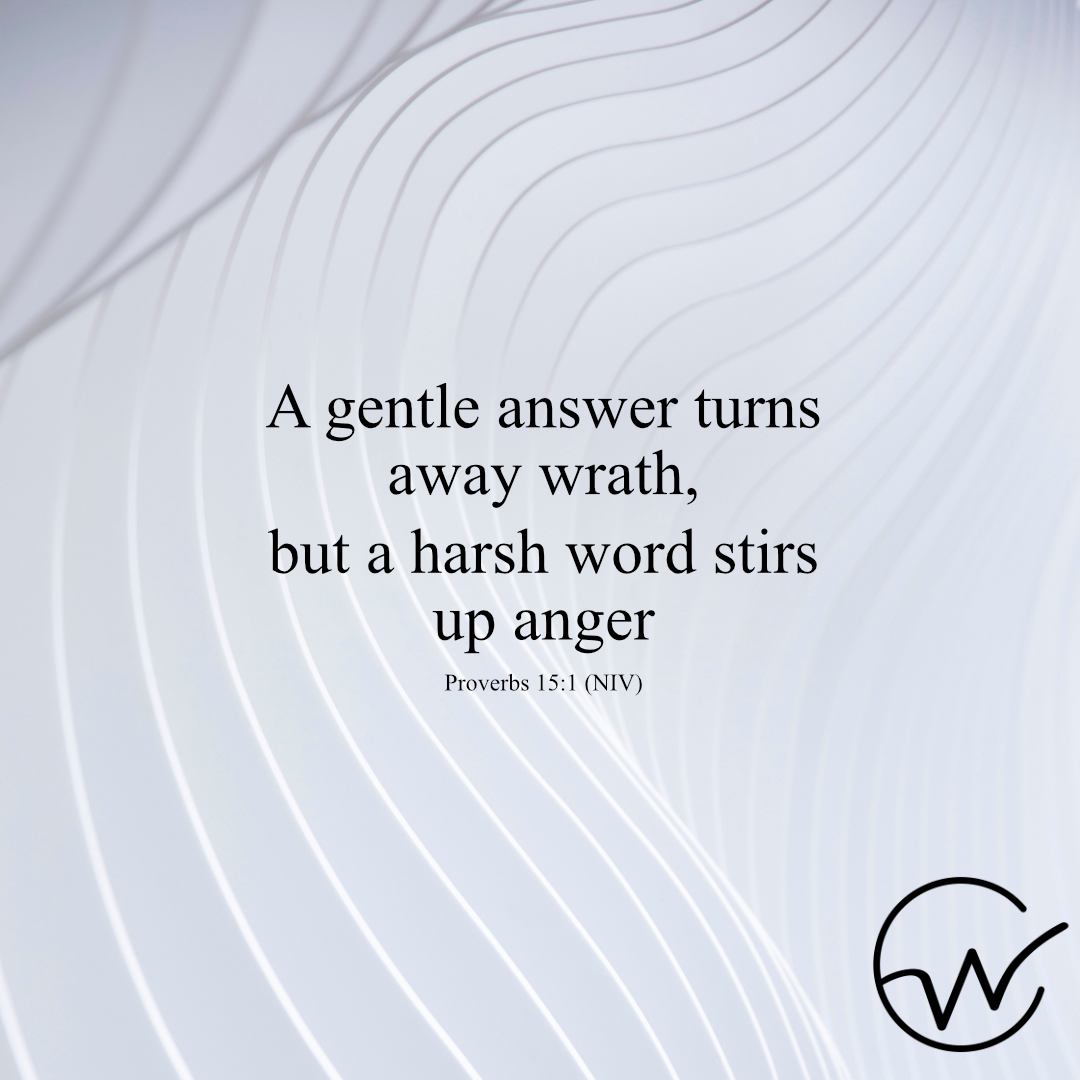 A gentle answer turns
away wrath,
but a harsh word stirs
up anger
Proverbs 15:1 (NIV)